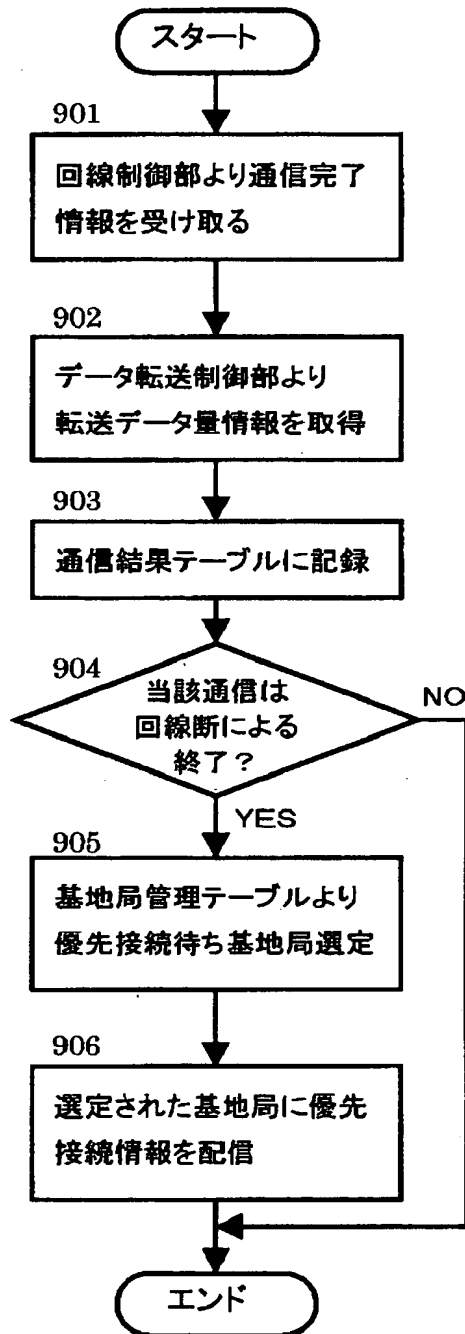 スタート
901
回線制御部より通信完了
情報を受け取る
902
データ転送制御部より
転送データ量情報を取得
903
通信結果テーブルに記録
904
当該通信は
回線断による
終了?
NO
YES
905
基地局管理テーブルより
優先接続待ち基地局選定
906
選定された基地局に優先
接続情報を配信
エンド